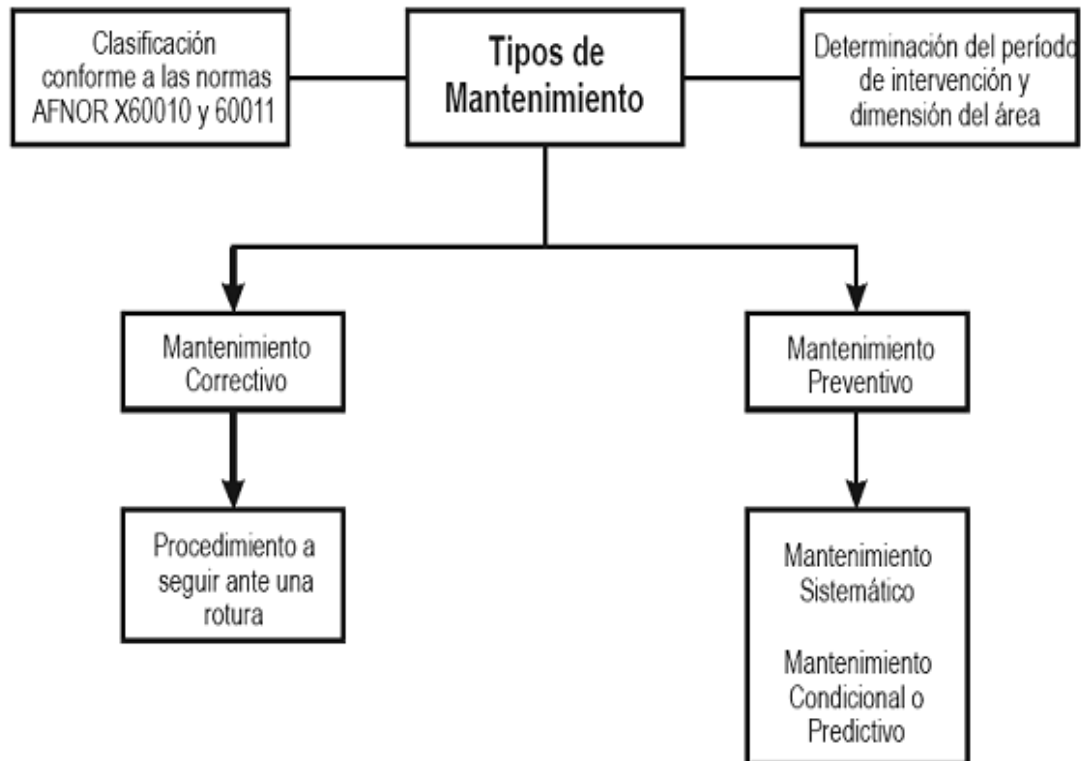 Clasificación
conforme a las normas
AFNOR X60010 y 60011
Tipos de
Mantenimiento
Determinación del período
de intervención y
dimensión del área
Mantenimiento
Correctivo
Mantenimiento
Preventivo
Procedimiento a
seguir ante una
rotura
Mantenimiento
Sistemático
Mantenimiento
Condicional o
Predictivo